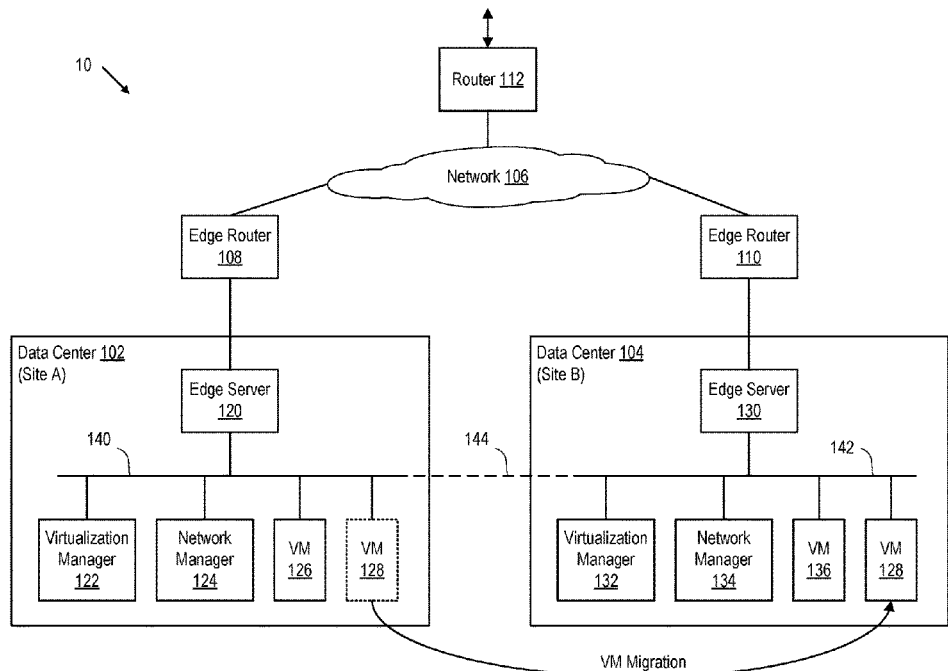 10
Router 112
Network 106
Edge Router
108
Edge Router
110
Data Center 102
(Site A)
Edge Server
120
140
Virtualization
Manager
122
Network
Manager
124
VM
126
VM
128
144
Data Center 104
(Site B)
Edge Server
130
142
Virtualization
Manager
132
Network
Manager
134
VM
136
VM
128
VM Migration